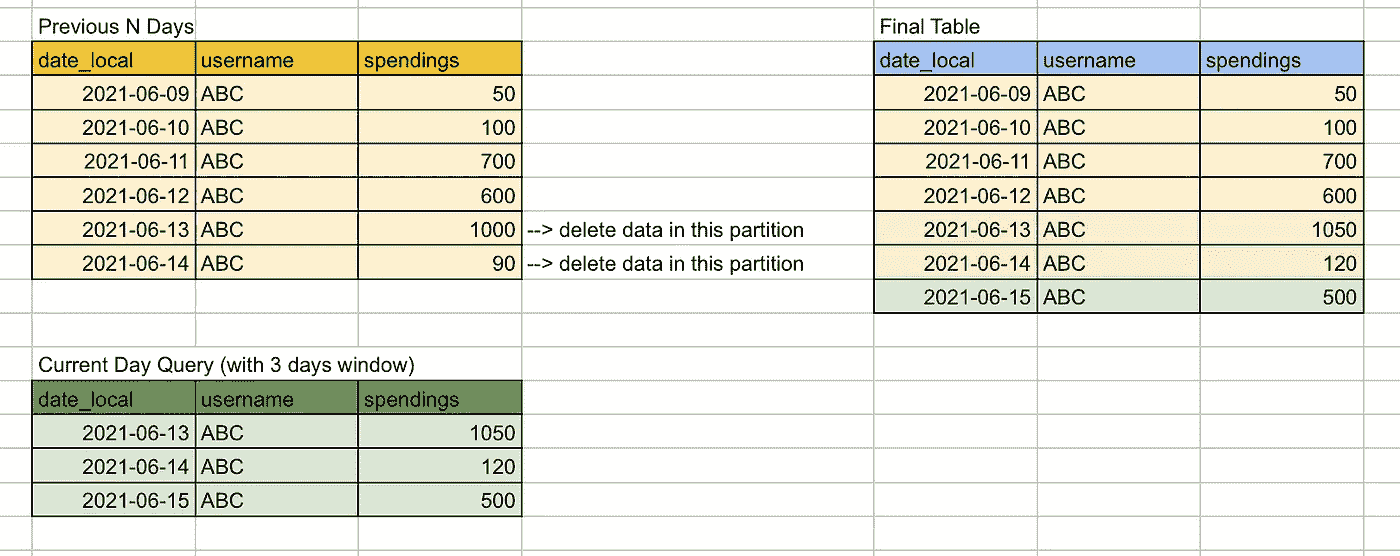 Previous N Days
date_local username spendings
2021-06-09 ABC 50
2021-06-10 ABC 100
2021-06-11 ABC 700
2021-06-12 ABC 600
2021-06-13 ABC 1000 --> delete data in this partition
2021-06-14 ABC 90 --> delete data in this partition
Current Day Query (with 3 days window)
date_local username spendings
2021-06-13 ABC 1050
2021-06-14 ABC 120
2021-06-15 ABC 500
Final Table
date_local username spendings
2021-06-09 ABC 50
2021-06-10 ABC 100
2021-06-11 ABC 700
2021-06-12 ABC 600
2021-06-13 ABC 1050
2021-06-14 ABC 120
2021-06-15 ABC 500